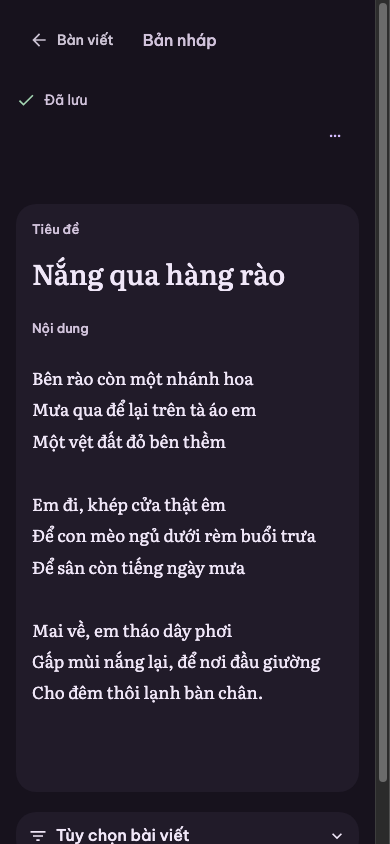 Bàn viết
Bản nháp
Đã lưu
...
Tiêu đề
Nắng qua hàng rào
Nội dung
Bên rào còn một nhánh hoa
Mưa qua để lại trên tà áo em
Một vệt đất đỏ bên thềm
Em đi, khép cửa thật êm
Để con mèo ngủ dưới rèm buổi trưa
Để sân còn tiếng ngày mưa
Mai về, em tháo dây phơi
Gấp mùi nắng lại, để nơi đầu giường
Cho đêm thôi lạnh bàn chân.
Tùy chọn bài viết